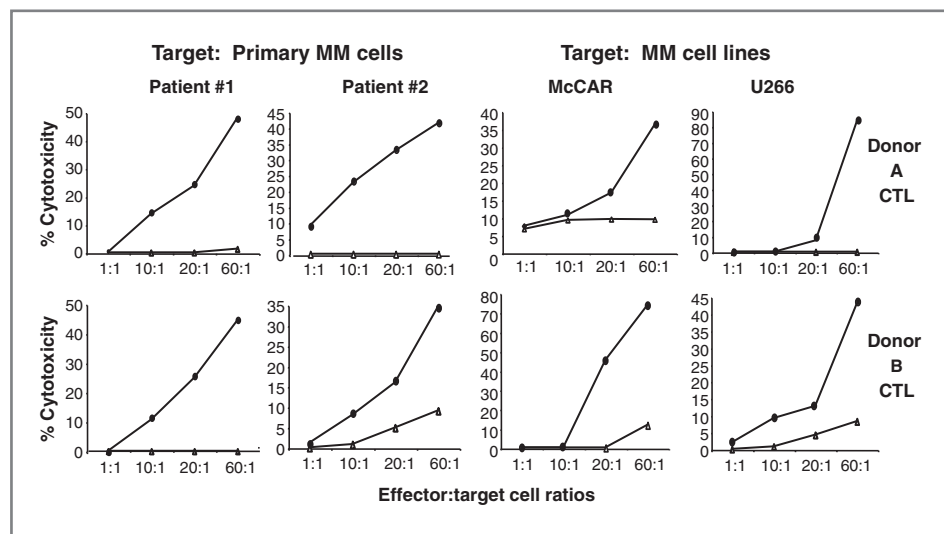 Target: Primary MM cells
Target: MM cell lines
Patient #1
Patient #2
McCAR
U266
% Cytotoxicity
50
40
30
20
10
0
1:1 10:1 20:1 60:1
45
40
35
30
25
20
15
10
5
0
1:1 10:1 20:1 60:1
40
35
30
25
20
15
10
5
0
1:1 10:1 20:1 60:1
90
80
70
60
50
40
30
20
10
0
1:1 10:1 20:1 60:1
Donor
A
CTL
% Cytotoxicity
50
40
30
20
10
0
1:1 10:1 20:1 60:1
35
30
25
20
15
10
5
0
1:1 10:1 20:1 60:1
80
70
60
50
40
30
20
10
0
1:1 10:1 20:1 60:1
45
40
35
30
25
20
15
10
5
0
1:1 10:1 20:1 60:1
Donor
B
CTL
Effector:target cell ratios